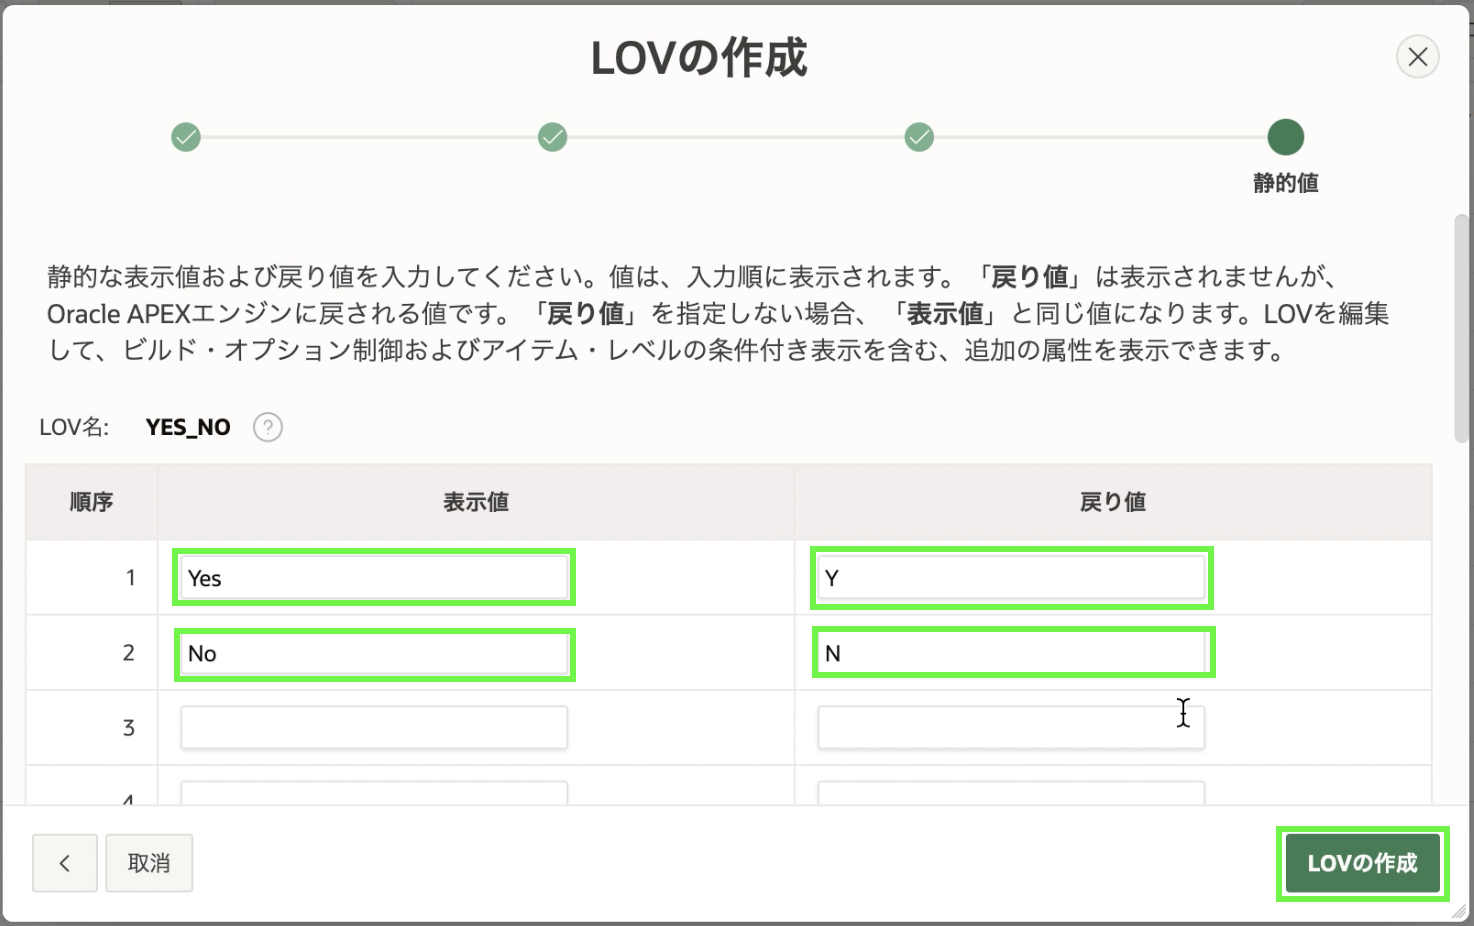 LOVの作成
静的値
静的な表示値および戻り値を入力してください。値は、入力順に表示されます。「戻り値」は表示されませんが、
Oracle APEXエンジンに戻される値です。「戻り値」を指定しない場合、「表示値」と同じ値になります。LOVを編集
して、ビルド・オプション制御およびアイテム・レベルの条件付き表示を含む、追加の属性を表示できます。
LOV名: YES_NO ?
順序 表示値 戻り値
1 Yes Y
2 No N
3
4
取消 LOVの作成